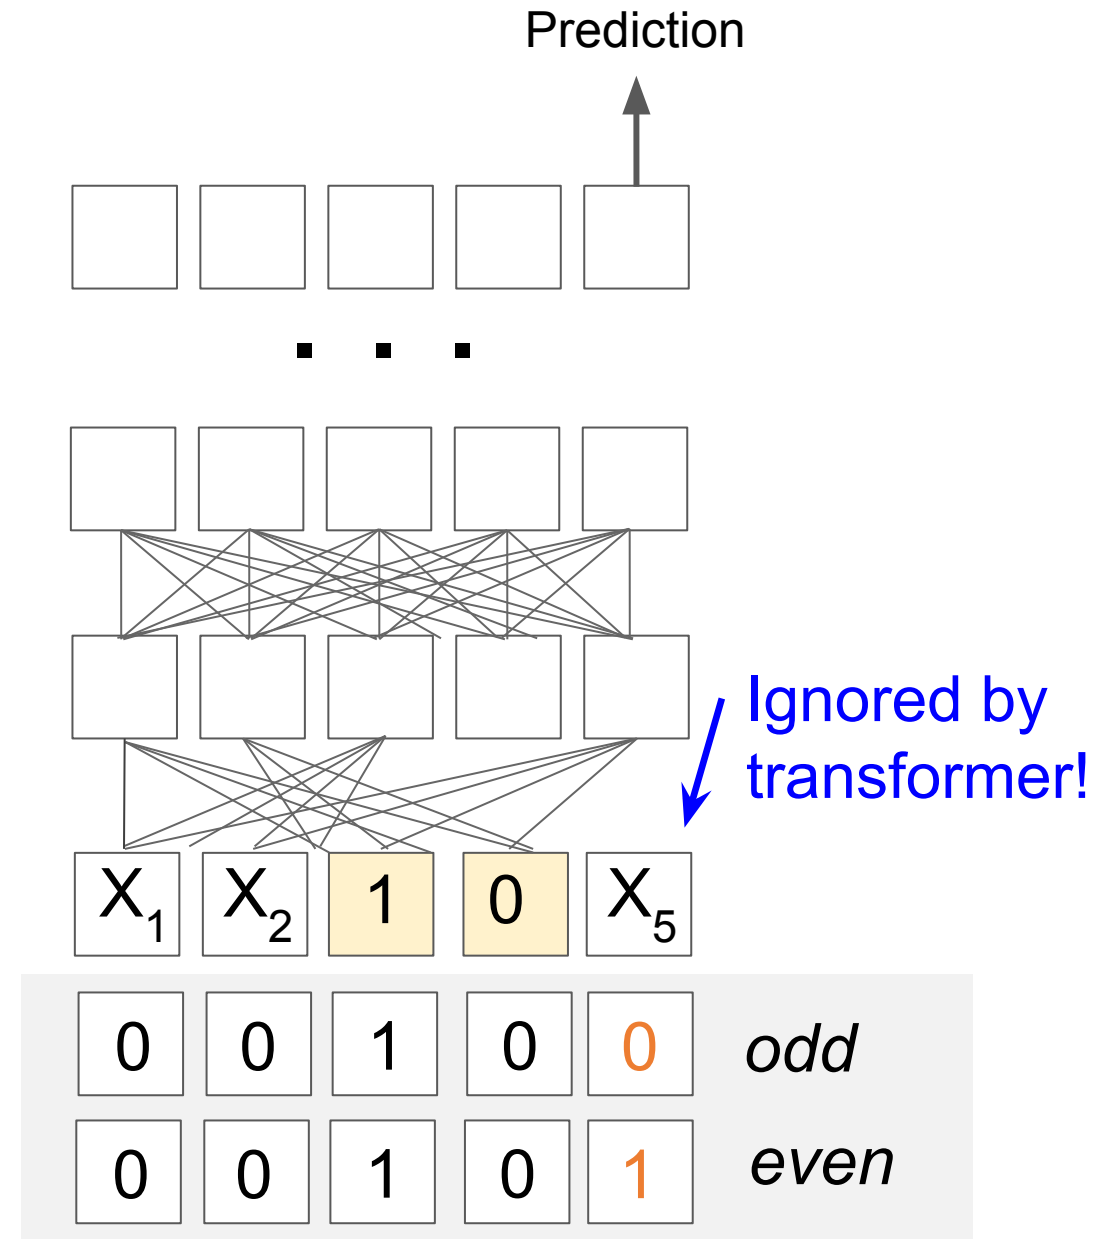 Prediction
. . .
Ignored by
transformer!
X1 X2 1 0 X5
0 0 1 0 0 odd
0 0 1 0 1 even